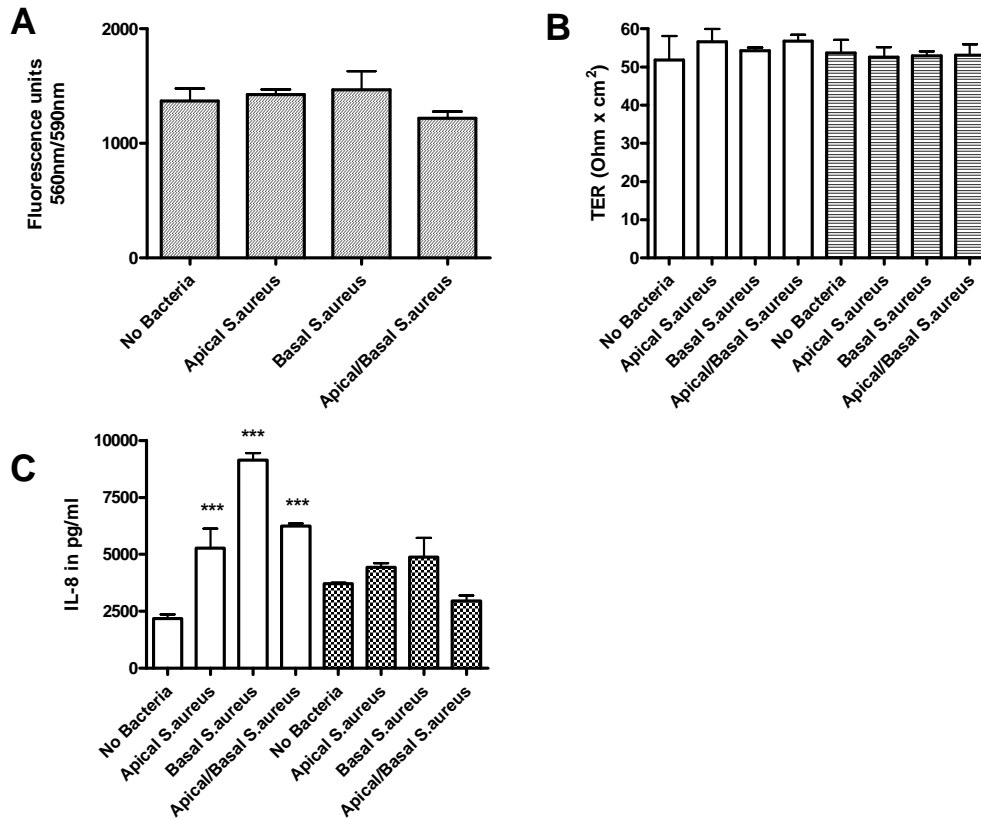 A
Fluorescence units
560nm/590nm
2000
1000
0
No Bacteria
Apical S.aureus
Basal S.aureus
Apical/Basal S.aureus
B
TER (Ohm x cm²)
60
50
40
30
20
10
0
No Bacteria
Apical S.aureus
Basal S.aureus
Apical/Basal S.aureus
No Bacteria
Apical S.aureus
Basal S.aureus
Apical/Basal S.aureus
C
IL-8 in pg/ml
10000
7500
5000
2500
0
***
***
***
No Bacteria
Apical S.aureus
Basal S.aureus
Apical/Basal S.aureus
No Bacteria
Apical S.aureus
Basal S.aureus
Apical/Basal S.aureus